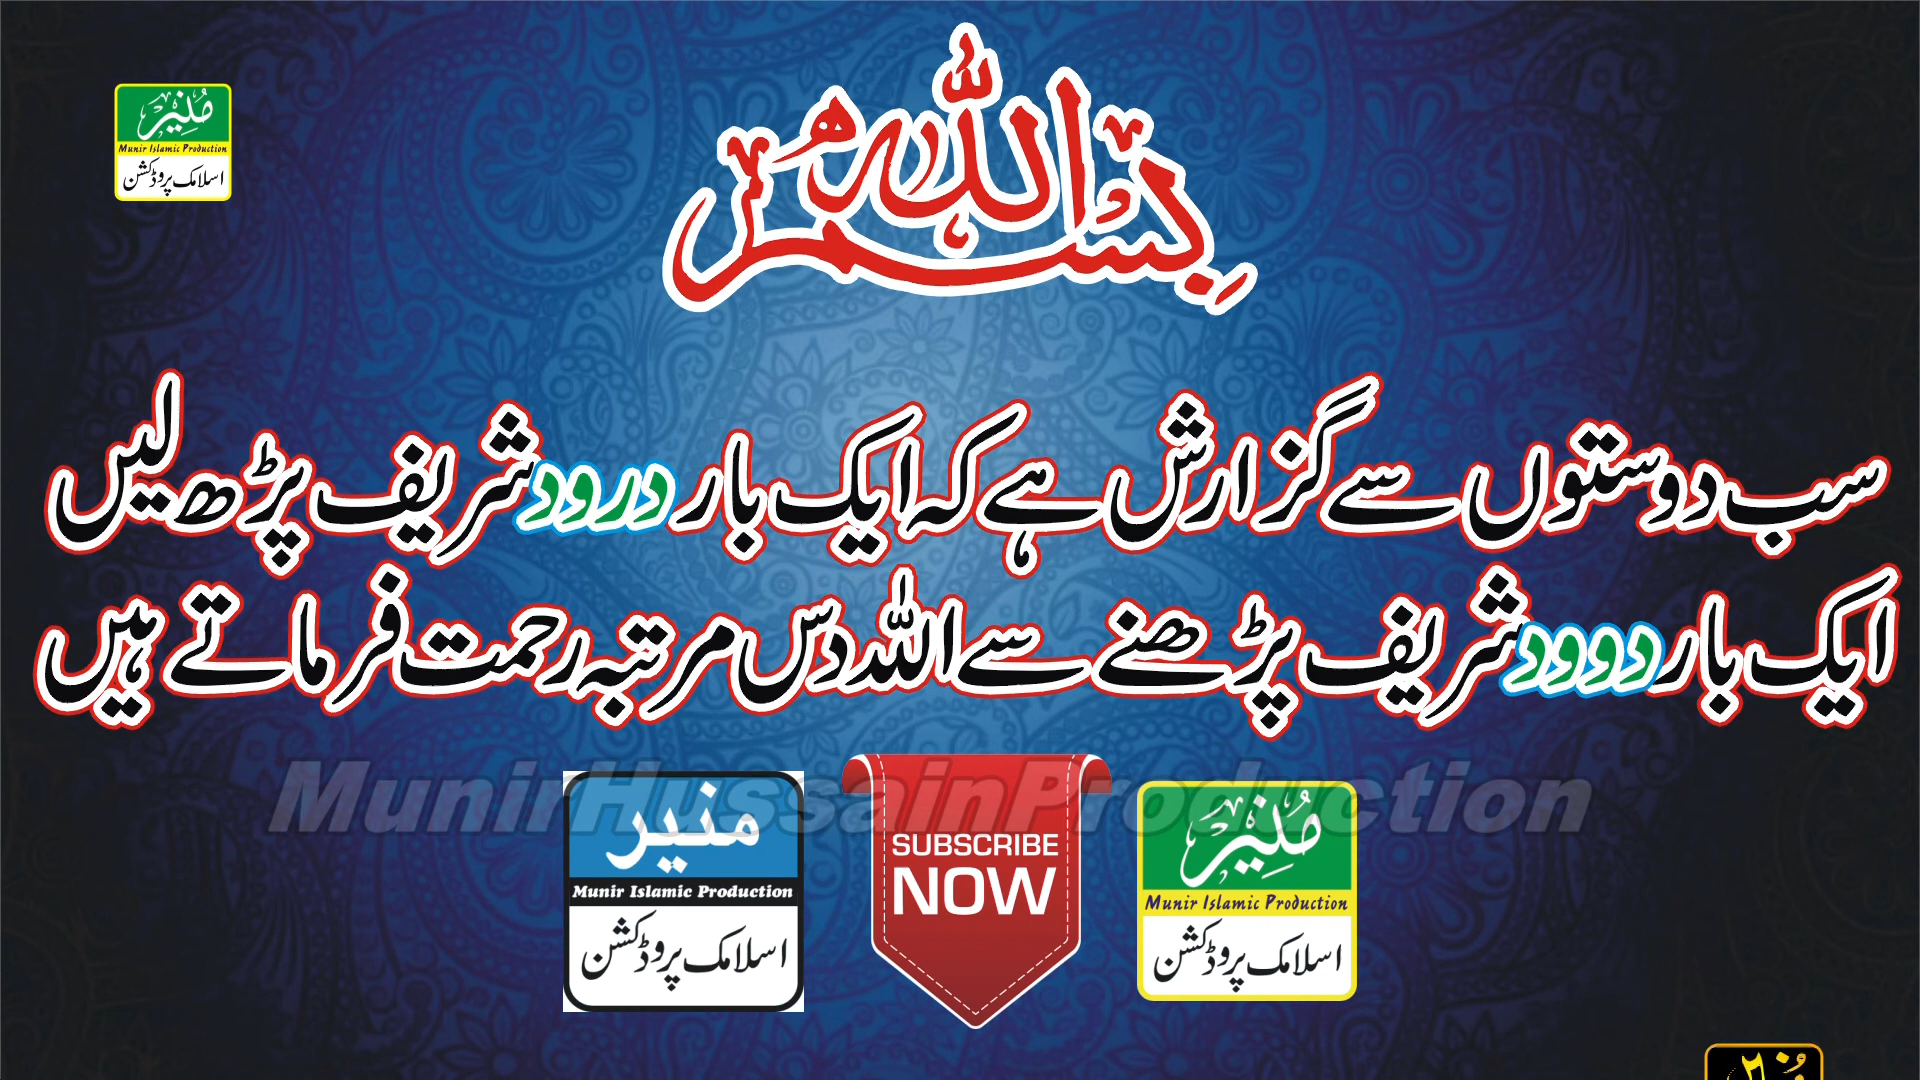 منیر
Munir Islamic Production
اسلامک پروڈکشن
بسم اللہ
سب دوستوں سے گزارش ہے کہ ایک بار درود شریف پڑھ لیں
ایک بار دوود شریف پڑھنے سے اللہ دس مرتبہ رحمت فرماتے ہیں
MunirHussainProduction
منیر
Munir Islamic Production
اسلامک پروڈکشن
SUBSCRIBE
NOW
مُنِیر
Munir Islamic Production
اسلامک پروڈکشن